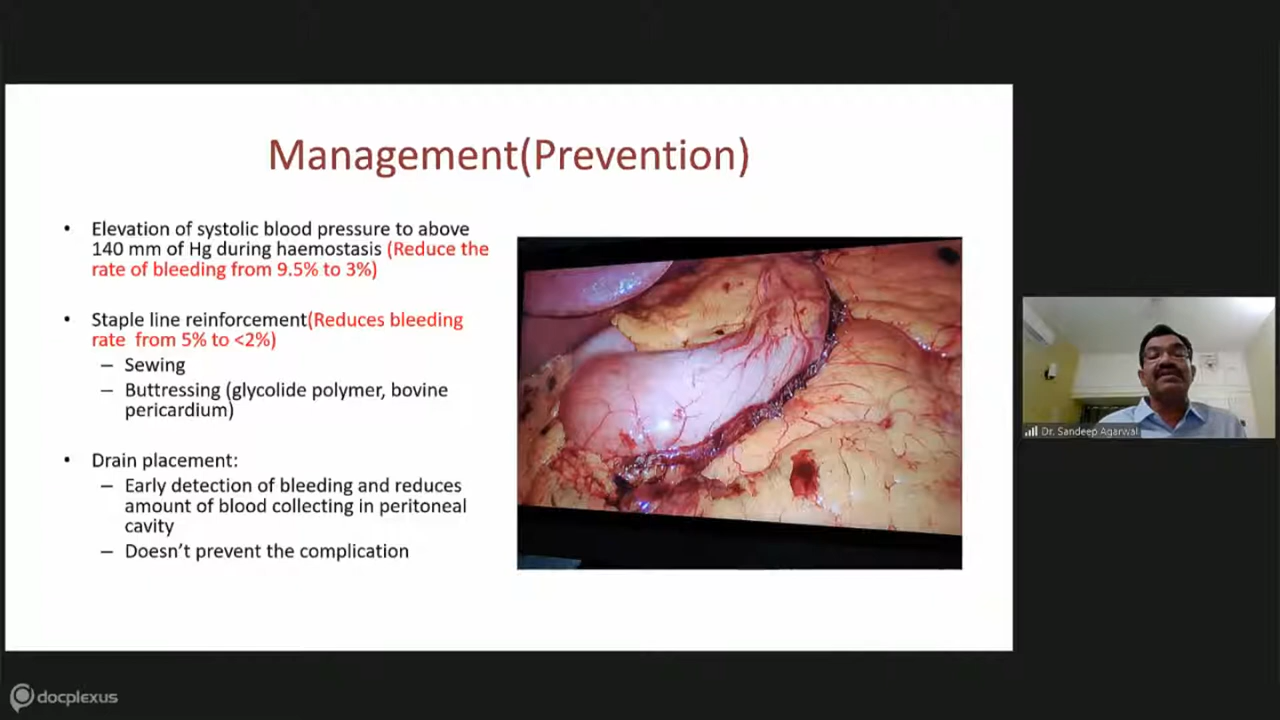 Management(Prevention)
• Elevation of systolic blood pressure to above
140 mm of Hg during haemostasis (Reduce the
rate of bleeding from 9.5% to 3%)
• Staple line reinforcement(Reduces bleeding
rate from 5% to <2%)
– Sewing
– Buttressing (glycolide polymer, bovine
pericardium)
• Drain placement:
– Early detection of bleeding and reduces
amount of blood collecting in peritoneal
cavity
– Doesn't prevent the complication
Dr. Sandeep Agarwal
docplexus